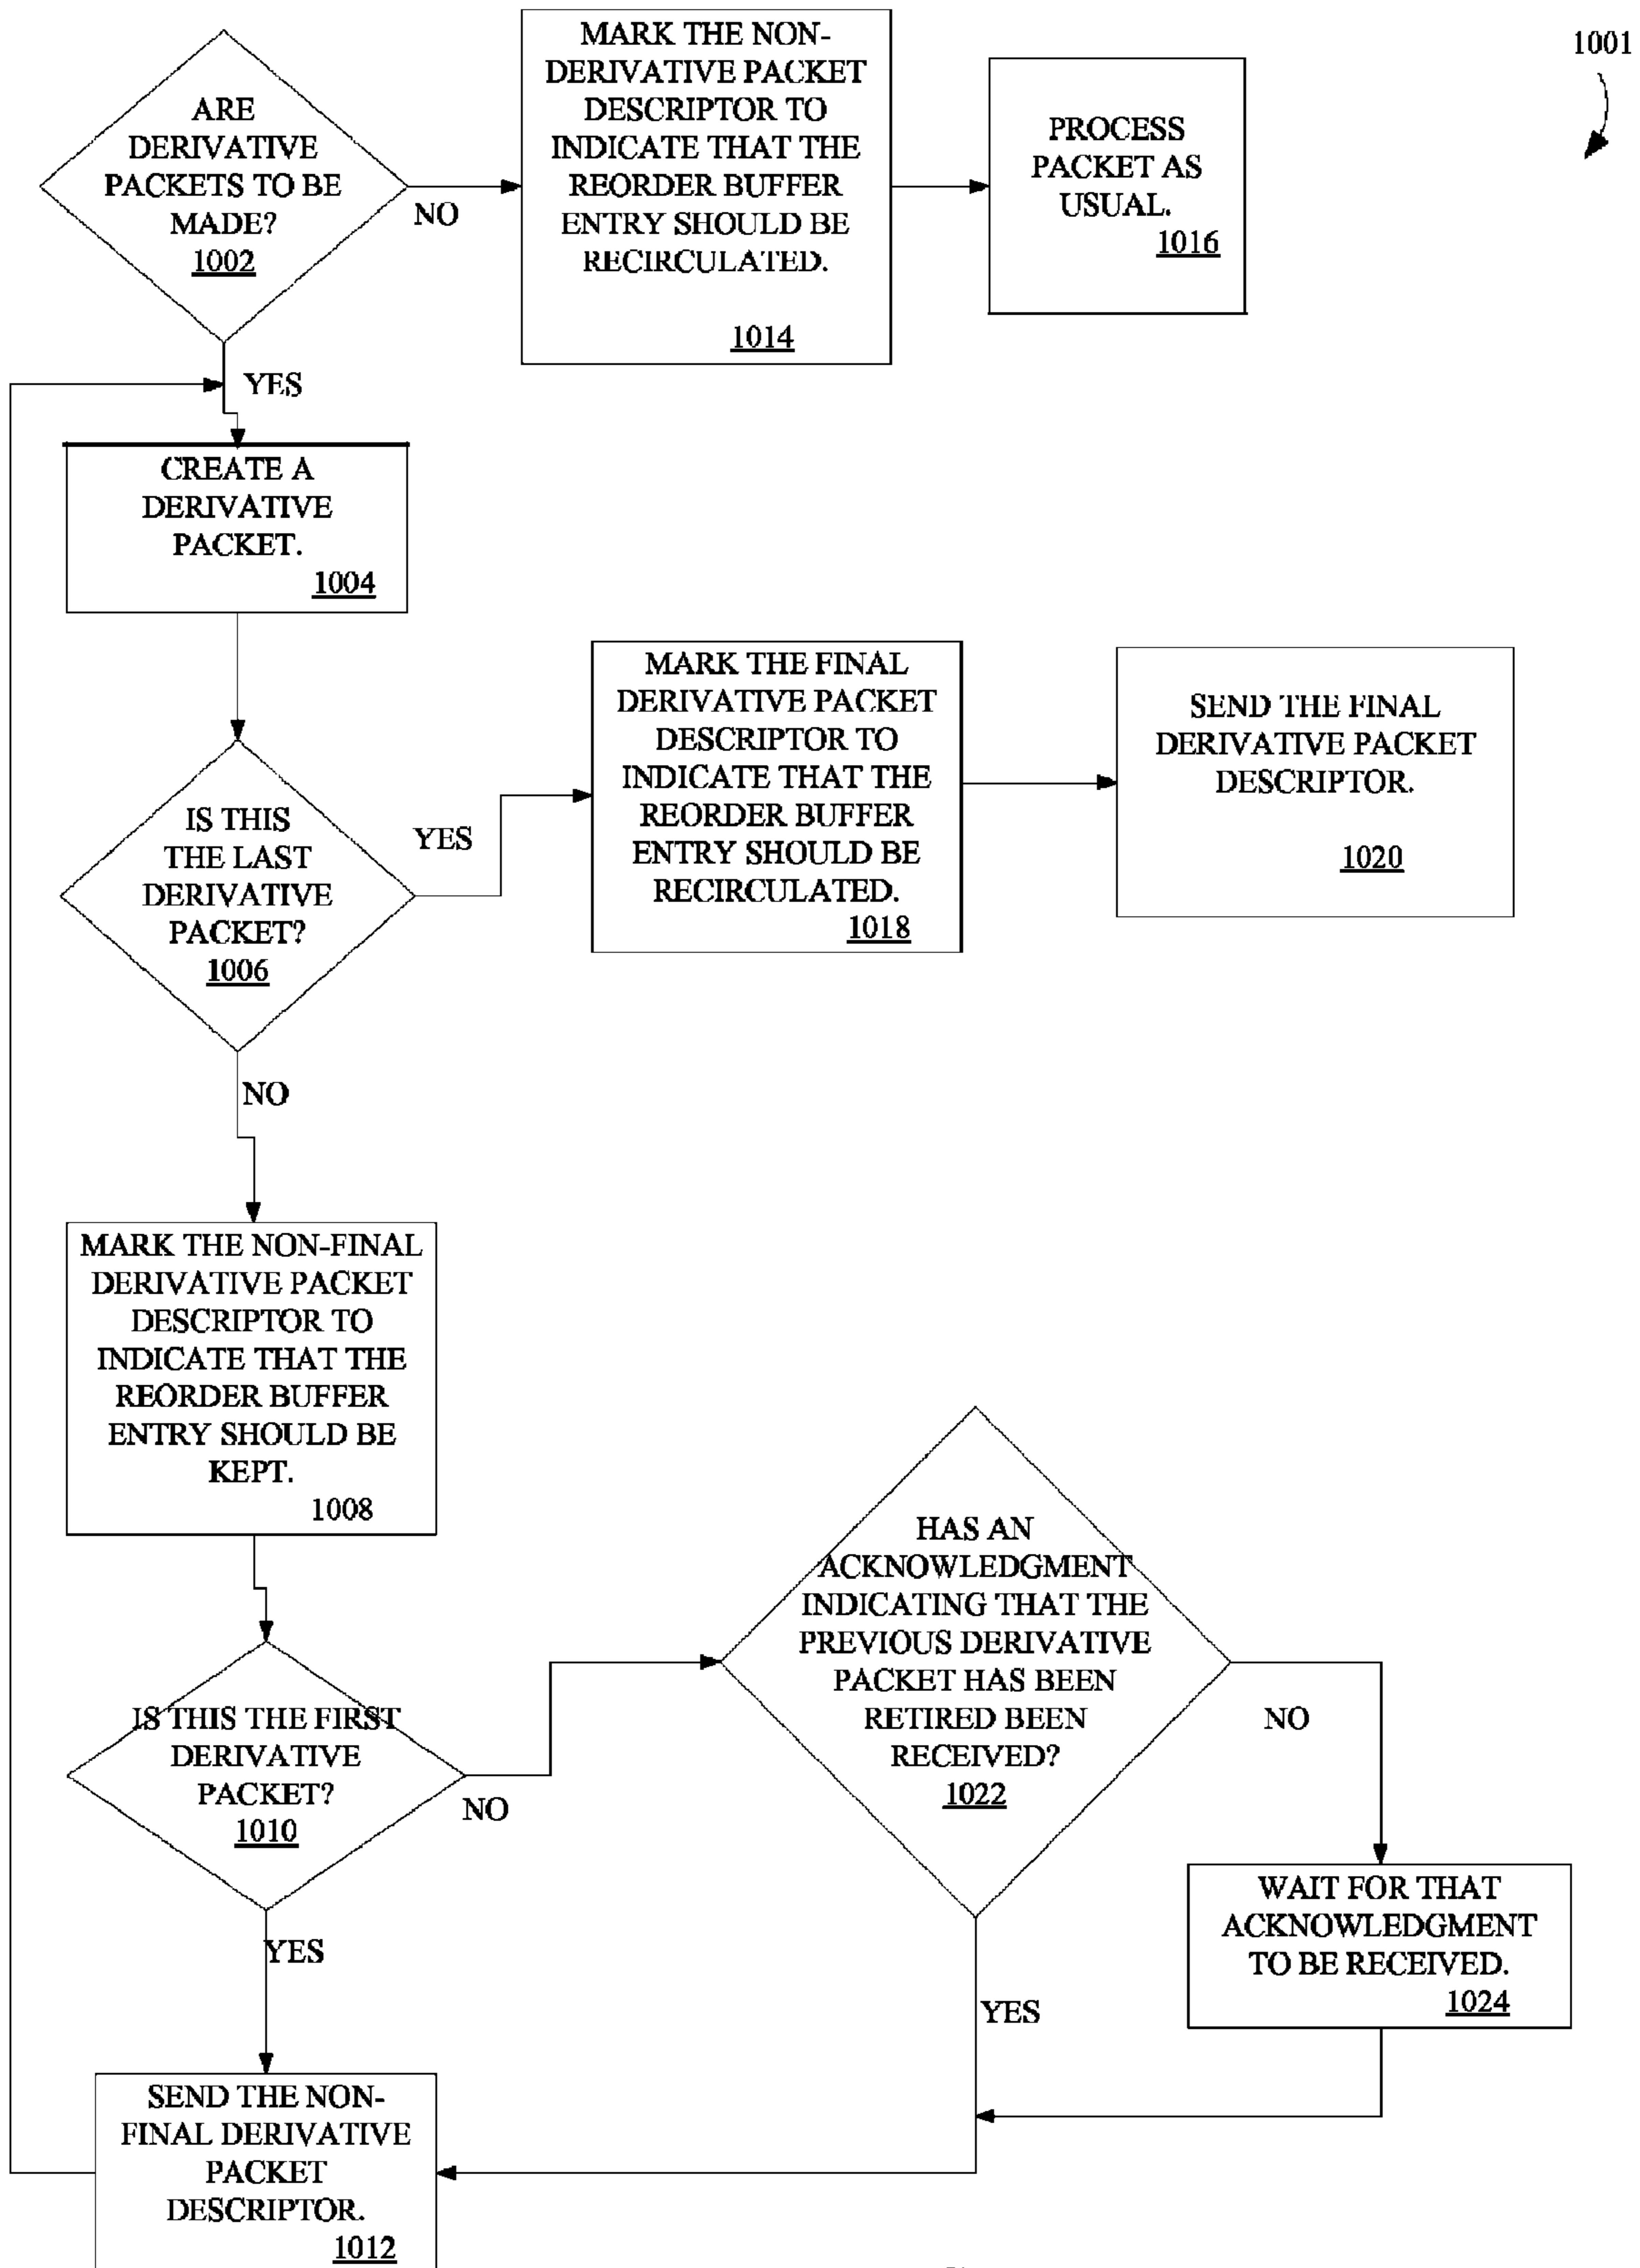 1001
ARE
DERIVATIVE
PACKETS TO BE
MADE?
1002
NO
MARK THE NON-
DERIVATIVE PACKET
DESCRIPTOR TO
INDICATE THAT THE
REORDER BUFFER
ENTRY SHOULD BE
RECIRCULATED.
1014
PROCESS
PACKET AS
USUAL.
1016
YES
CREATE A
DERIVATIVE
PACKET.
1004
IS THIS
THE LAST
DERIVATIVE
PACKET?
1006
YES
MARK THE FINAL
DERIVATIVE PACKET
DESCRIPTOR TO
INDICATE THAT THE
REORDER BUFFER
ENTRY SHOULD BE
RECIRCULATED.
1018
SEND THE FINAL
DERIVATIVE PACKET
DESCRIPTOR.
1020
NO
MARK THE NON-FINAL
DERIVATIVE PACKET
DESCRIPTOR TO
INDICATE THAT THE
REORDER BUFFER
ENTRY SHOULD BE
KEPT.
1008
IS THIS THE FIRST
DERIVATIVE
PACKET?
1010
NO
HAS AN
ACKNOWLEDGMENT
INDICATING THAT THE
PREVIOUS DERIVATIVE
PACKET HAS BEEN
RETIRED BEEN
RECEIVED?
1022
NO
WAIT FOR THAT
ACKNOWLEDGMENT
TO BE RECEIVED.
1024
YES
YES
SEND THE NON-
FINAL DERIVATIVE
PACKET
DESCRIPTOR.
1012